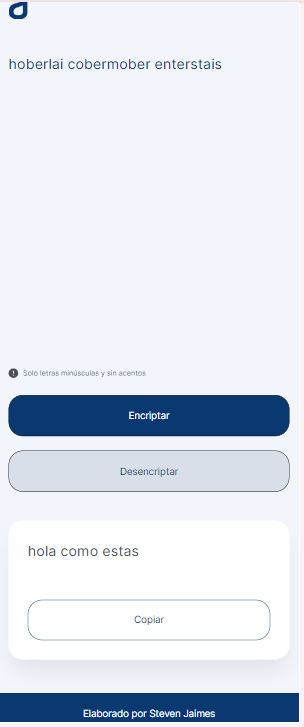 hoberlai cobermober enterstais
Solo letras minúsculas y sin acentos
Encriptar
Desencriptar
hola como estas
Copiar
Elaborado por Steven Jaimes